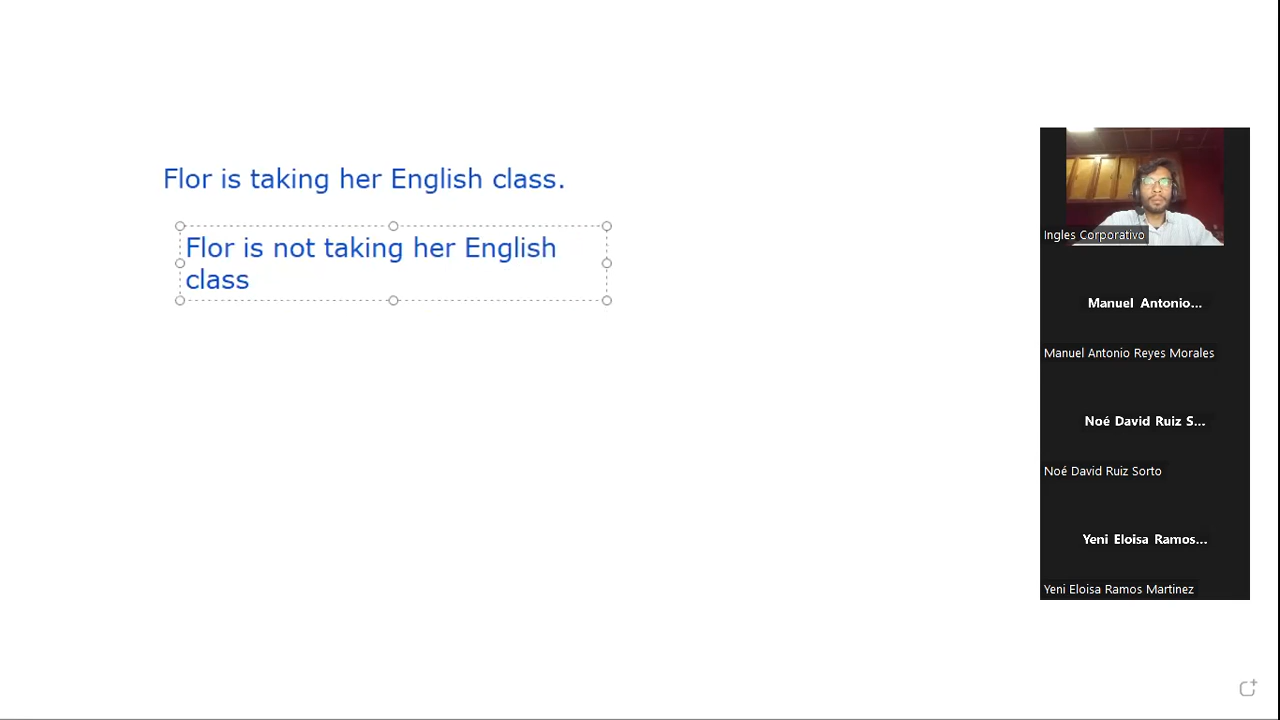 Flor is taking her English class.
Flor is not taking her English
class
Ingles Corporativo
Manuel Antonio...
Manuel Antonio Reyes Morales
Noé David Ruiz S...
Noé David Ruiz Sorto
Yeni Eloisa Ramos...
Yeni Eloisa Ramos Martinez